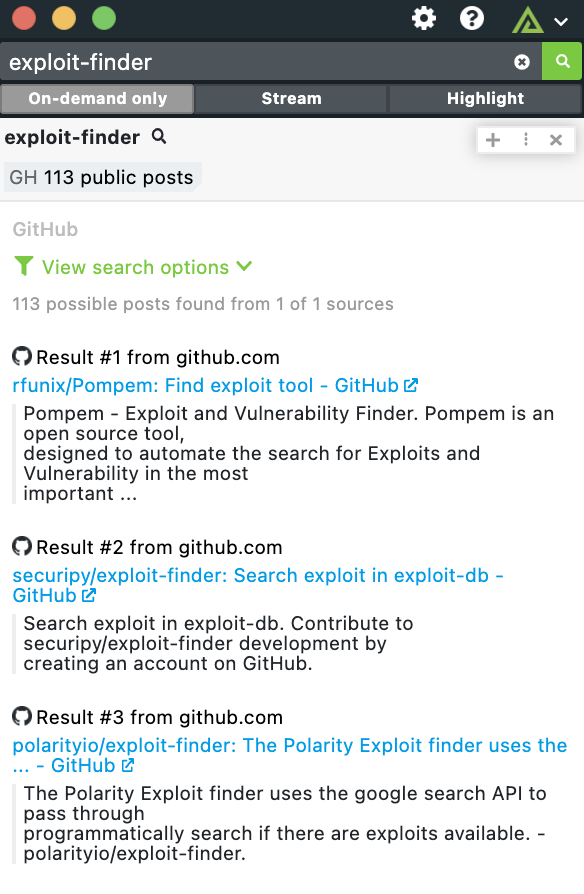 exploit-finder
On-demand only
Stream
Highlight
exploit-finder
GH 113 public posts
GitHub
View search options
113 possible posts found from 1 of 1 sources
Result #1 from github.com
rfunix/Pompem: Find exploit tool - GitHub
Pompem - Exploit and Vulnerability Finder. Pompem is an
open source tool,
designed to automate the search for Exploits and
Vulnerability in the most
important ...
Result #2 from github.com
securipy/exploit-finder: Search exploit in exploit-db -
GitHub
Search exploit in exploit-db. Contribute to
securipy/exploit-finder development by
creating an account on GitHub.
Result #3 from github.com
polarityio/exploit-finder: The Polarity Exploit finder uses the
... - GitHub
The Polarity Exploit finder uses the google search API to
pass through
programmatically search if there are exploits available. -
polarityio/exploit-finder.